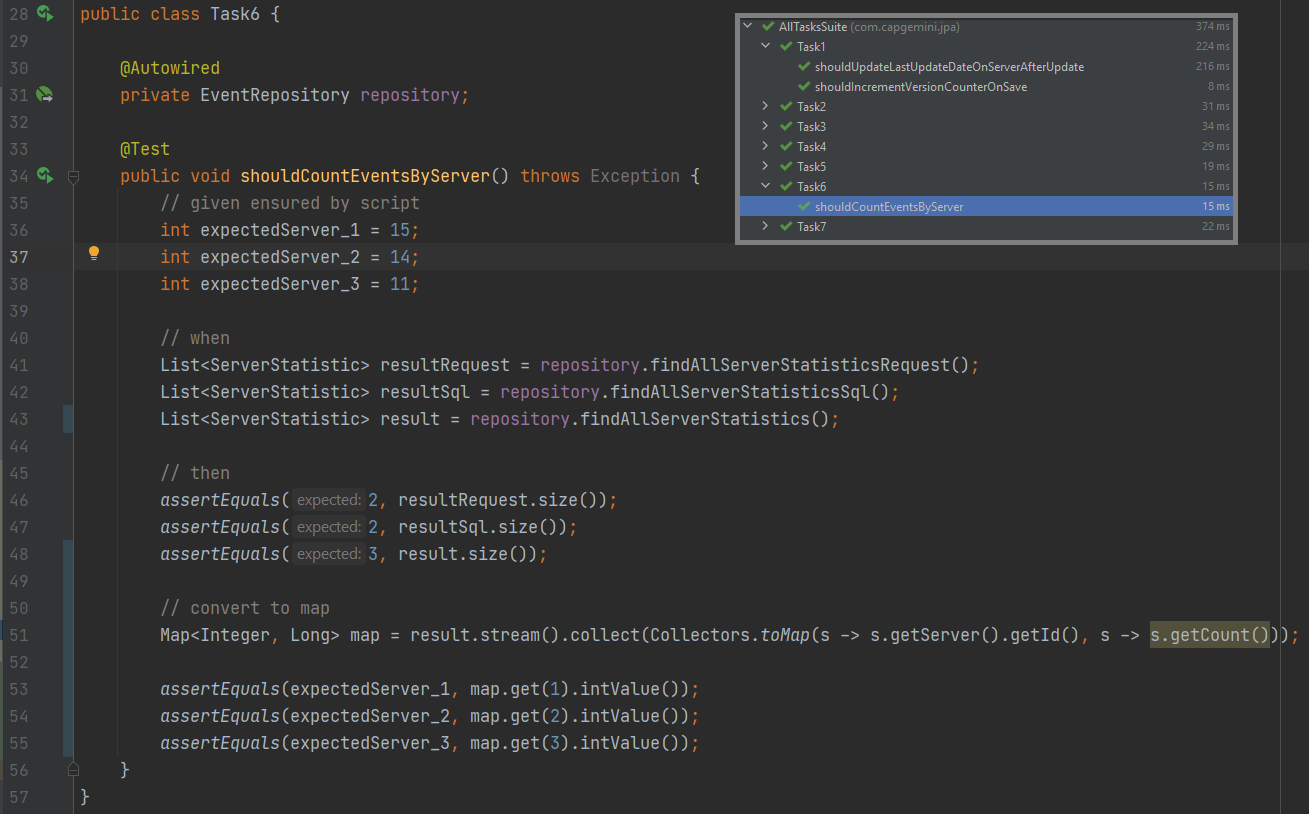 28 public class Task6 {
29
30 @Autowired
31 private EventRepository repository;
32
33 @Test
34 public void shouldCountEventsByServer() throws Exception {
35 // given ensured by script
36 int expectedServer_1 = 15;
37 int expectedServer_2 = 14;
38 int expectedServer_3 = 11;
39
40 // when
41 List<ServerStatistic> resultRequest = repository.findAllServerStatisticsRequest();
42 List<ServerStatistic> resultSql = repository.findAllServerStatisticsSql();
43 List<ServerStatistic> result = repository.findAllServerStatistics();
44
45 // then
46 assertEquals( expected: 2, resultRequest.size());
47 assertEquals( expected: 2, resultSql.size());
48 assertEquals( expected: 3, result.size());
49
50 // convert to map
51 Map<Integer, Long> map = result.stream().collect(Collectors.toMap(s -> s.getServer().getId(), s -> s.getCount()));
52
53 assertEquals(expectedServer_1, map.get(1).intValue());
54 assertEquals(expectedServer_2, map.get(2).intValue());
55 assertEquals(expectedServer_3, map.get(3).intValue());
56 }
57 }
AllTasksSuite (com.capgemini.jpa) 374 ms
Task1 224 ms
shouldUpdateLastUpdateDateOnServerAfterUpdate 216 ms
shouldIncrementVersionCounterOnSave 8 ms
Task2 31 ms
Task3 34 ms
Task4 29 ms
Task5 19 ms
Task6 15 ms
shouldCountEventsByServer 15 ms
Task7 22 ms